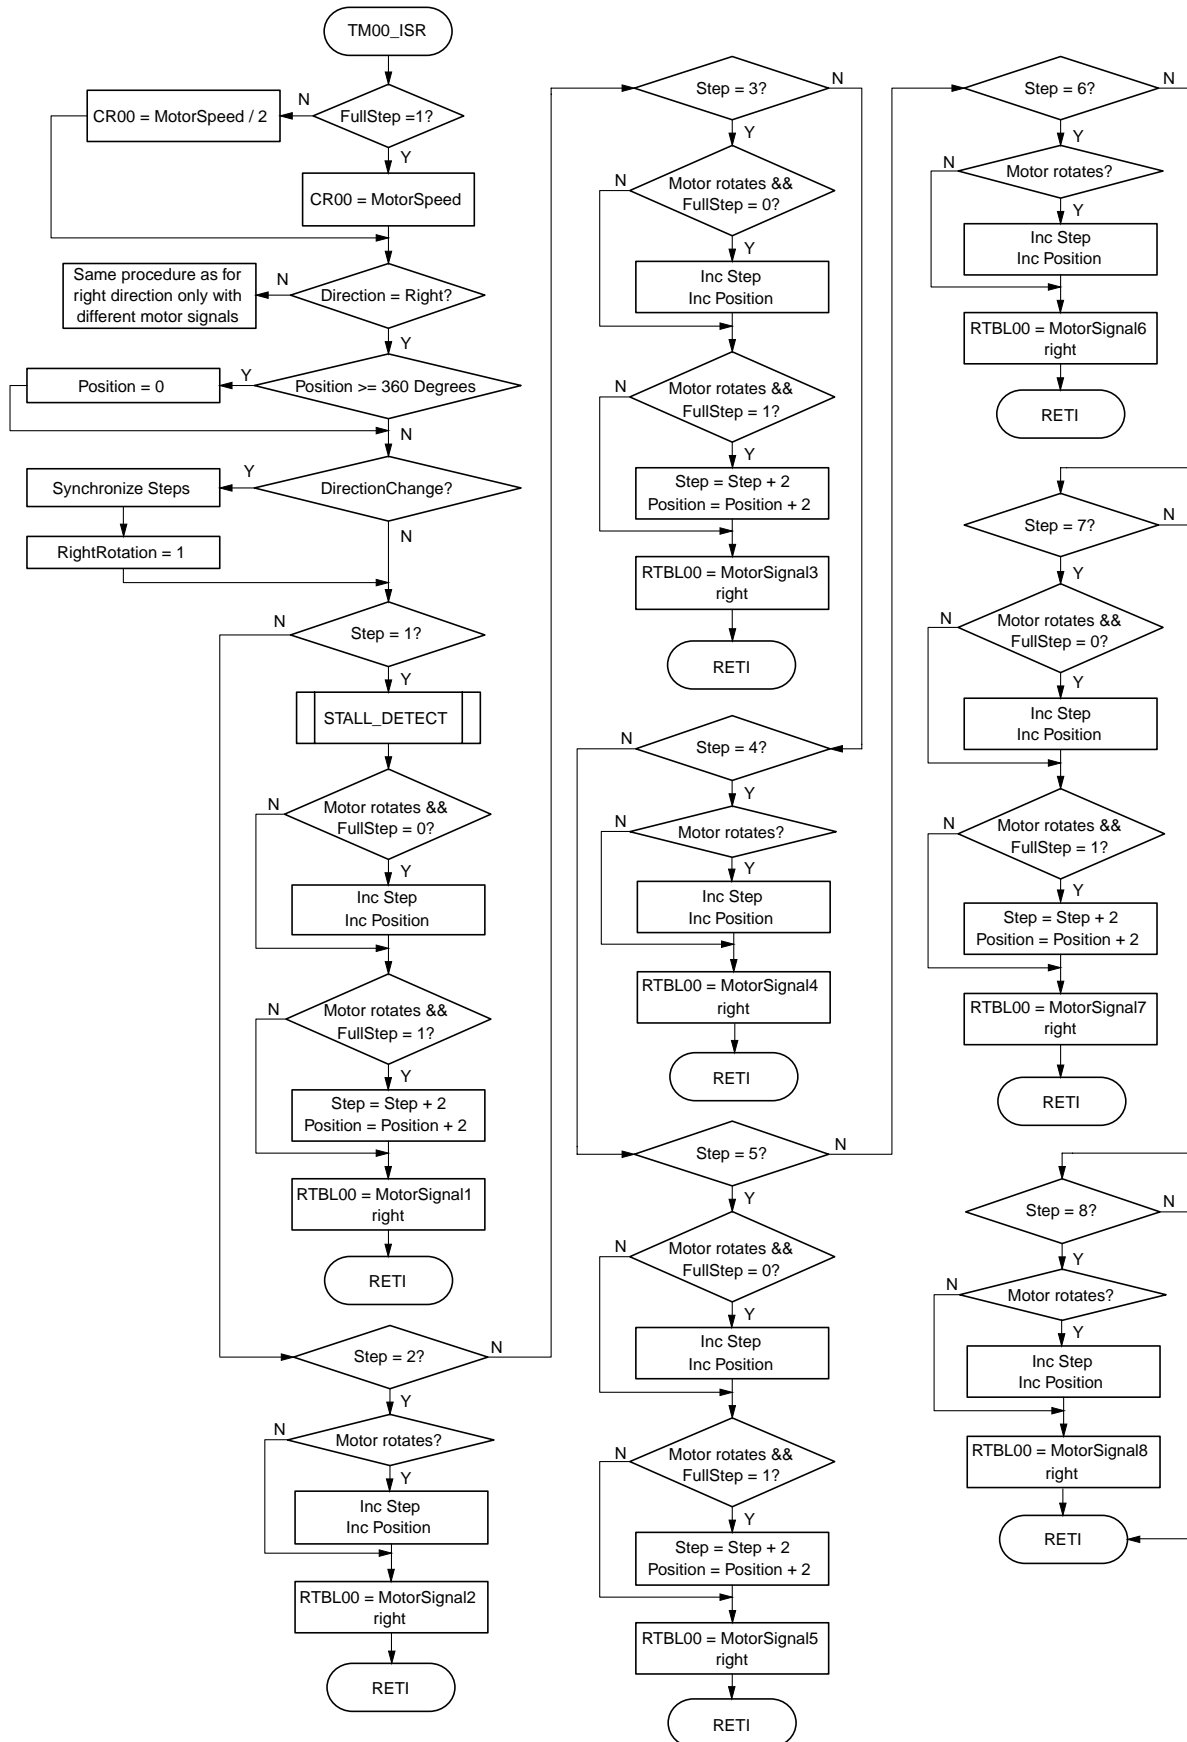 TM00_ISR
N
CR00 = MotorSpeed / 2
FullStep =1?
Y
CR00 = MotorSpeed
Same procedure as for
right direction only with
different motor signals
N
Direction = Right?
Y
Position = 0
Y
Position >= 360 Degrees
N
Synchronize Steps
Y
DirectionChange?
RightRotation = 1
N
N
Step = 1?
Y
STALL_DETECT
N
Motor rotates &&
FullStep = 0?
Y
Inc Step
Inc Position
N
Motor rotates &&
FullStep = 1?
Y
Step = Step + 2
Position = Position + 2
RTBL00 = MotorSignal1
right
RETI
Step = 2?
N
Y
N
Motor rotates?
Y
Inc Step
Inc Position
RTBL00 = MotorSignal2
right
RETI
Step = 3?
N
Y
N
Motor rotates &&
FullStep = 0?
Y
Inc Step
Inc Position
N
Motor rotates &&
FullStep = 1?
Y
Step = Step + 2
Position = Position + 2
RTBL00 = MotorSignal3
right
RETI
N
Step = 4?
Y
N
Motor rotates?
Y
Inc Step
Inc Position
RTBL00 = MotorSignal4
right
RETI
Step = 5?
N
Y
N
Motor rotates &&
FullStep = 0?
Y
Inc Step
Inc Position
N
Motor rotates &&
FullStep = 1?
Y
Step = Step + 2
Position = Position + 2
RTBL00 = MotorSignal5
right
RETI
Step = 6?
N
Y
N
Motor rotates?
Y
Inc Step
Inc Position
RTBL00 = MotorSignal6
right
RETI
Step = 7?
N
Y
N
Motor rotates &&
FullStep = 0?
Y
Inc Step
Inc Position
N
Motor rotates &&
FullStep = 1?
Y
Step = Step + 2
Position = Position + 2
RTBL00 = MotorSignal7
right
RETI
Step = 8?
N
Y
N
Motor rotates?
Y
Inc Step
Inc Position
RTBL00 = MotorSignal8
right
RETI